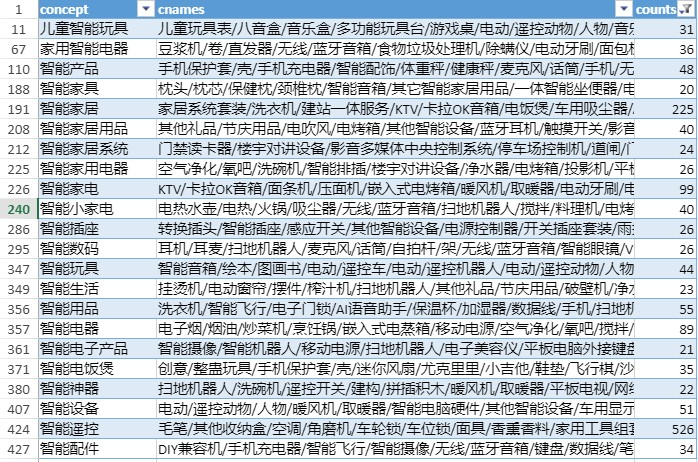 1 concept cnames counts
11 儿童智能玩具 儿童玩具表/八音盒/音乐盒/多功能玩具台/游戏桌/电动/遥控动物/人物/音 31
67 家用智能电器 豆浆机/卷/直发器/无线/蓝牙音箱/食物垃圾处理机/除螨仪/电动牙刷/面包 36
110 智能产品 手机保护套/壳/手机充电器/智能配饰/体重秤/健康秤/麦克风/话筒/手机/无 48
188 智能家具 枕头/枕芯/保健枕/颈椎枕/智能音箱/其它智能家居用品/一体智能坐便器/电 20
191 智能家居 家居系统套装/洗衣机/建站一体服务/KTV/卡拉OK音箱/电饭煲/车用吸尘器/ 225
208 智能家居用品 其他礼品/节庆用品/电吹风/电烤箱/其他智能设备/蓝牙耳机/触摸开关/影音 40
212 智能家居系统 门禁读卡器/楼宇对讲设备/影音多媒体中央控制系统/停车场控制机/道闸/ 24
225 智能家用电器 空气净化/氧吧/洗碗机/智能排插/楼宇对讲设备/净水器/电烤箱/投影机/平 26
226 智能家电 KTV/卡拉OK音箱/面条机/压面机/嵌入式电烤箱/暖风机/取暖器/电动牙刷/电 99
240 智能小家电 电热水壶/电热/火锅/吸尘器/无线/蓝牙音箱/扫地机器人/搅拌/料理机/电烤 40
286 智能插座 转换插头/智能插座/感应开关/其他智能设备/电源控制器/开关插座套装/雨 26
295 智能数码 耳机/耳麦/扫地机器人/麦克风/话筒/自拍杆/架/无线/蓝牙音箱/智能眼镜/V 26
347 智能玩具 智能音箱/绘本/图画书/电动/遥控车/电动/遥控机器人/电动/遥控动物/人物 44
349 智能生活 挂烫机/电动窗帘/摆件/榨汁机/扫地机器人/其他礼品/节庆用品/破壁机/净 23
356 智能用品 洗衣机/智能飞行/电子门锁/AI语音助手/保温杯/加湿器/数据线/手机/扫地机 55
357 智能电器 电子烟/烟油/炒菜机/烹饪锅/嵌入式电蒸箱/移动电源/空气净化/氧吧/搅拌/ 89
361 智能电子产品 智能摄像/智能机器人/移动电源/扫地机器人/电子美容仪/平板电脑外接键盘 21
371 智能电饭煲 创意/整蛊玩具/手机保护套/壳/迷你风扇/尤克里里/小吉他/鞋垫/飞行棋/沙 35
380 智能神器 扫地机器人/洗碗机/遥控开关/建构/拼插积木/暖风机/取暖器/平板电视/网络 22
407 智能设备 电动/遥控动物/人物/暖风机/取暖器/智能电脑硬件/其他智能设备/车用显示 51
424 智能遥控 毛笔/其他收纳盒/空调/角磨机/车轮锁/车位锁/面具/香薰香料/家用工具组套 526
427 智能配件 DIY兼容机/手机充电器/智能飞行/智能摄像/无线/蓝牙音箱/键盘/数据线/笔 34